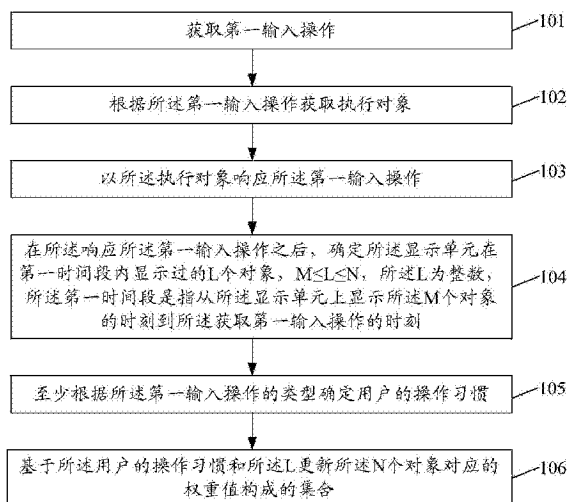 获取第一输入操作
101
根据所述第一输入操作获取执行对象
102
以所述执行对象响应所述第一输入操作
103
在所述响应所述第一输入操作之后，确定所述显示单元在
第一时间段内显示过的L个对象，M≤L≤N，所述L为整数，
所述第一时间段是指从所述显示单元上显示所述M个对象
的时刻到所述获取第一输入操作的时刻
104
至少根据所述第一输入操作的类型确定用户的操作习惯
105
基于所述用户的操作习惯和所述L更新所述N个对象对应的
权重值构成的集合
106